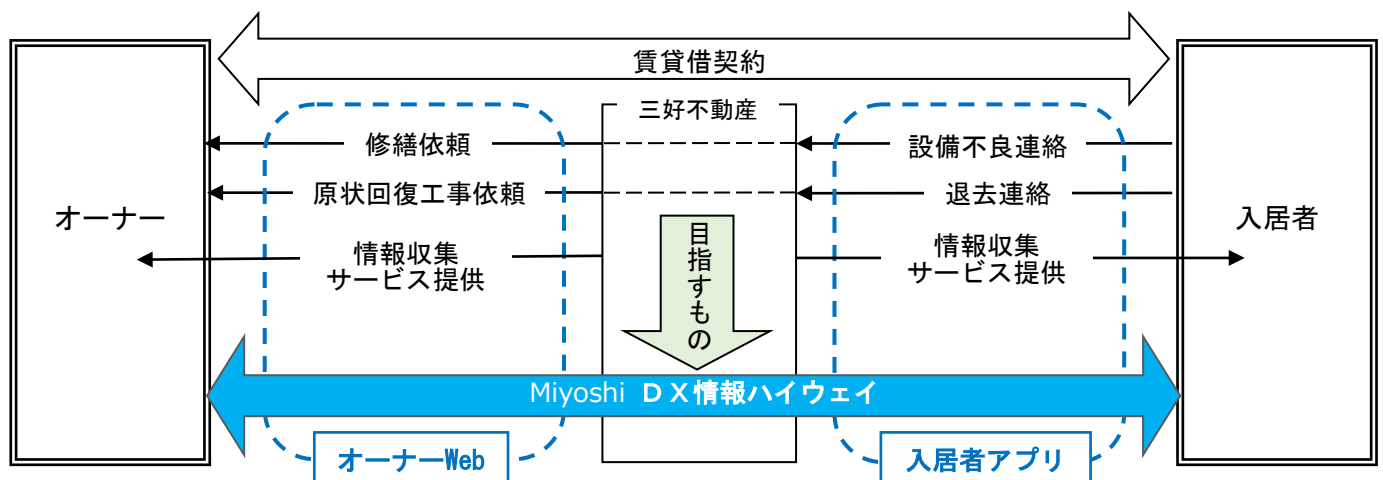 賃貸借契約
三好不動産
修繕依頼
設備不良連絡
原状回復工事依頼
退去連絡
オーナー
入居者
情報収集
サービス提供
目指すもの
情報収集
サービス提供
Miyoshi ＤＸ情報ハイウェイ
オーナーWeb
入居者アプリ